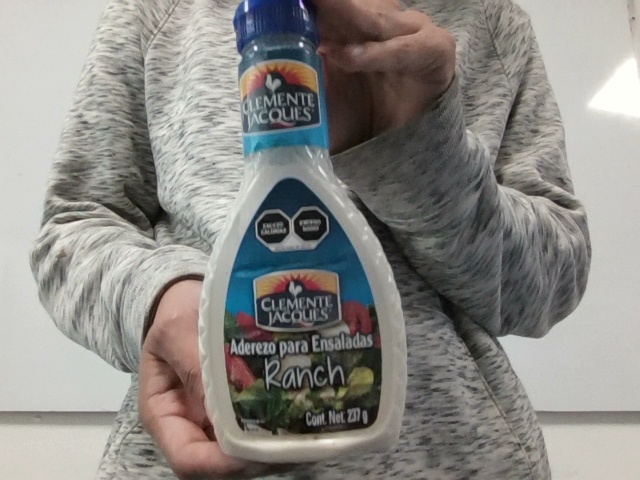 CLEMENTE
JACQUES
EXCESO
CALORÍAS
EXCESO
SODIO
CLEMENTE
JACQUES
Aderezo para Ensaladas
Ranch
Cont. Net. 237 g